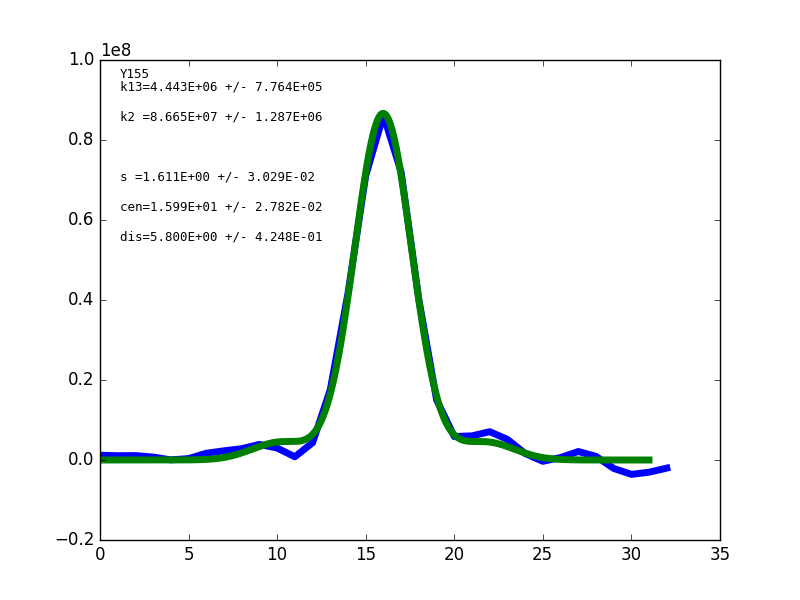 1e8
1.0
0.8
0.6
0.4
0.2
0.0
−0.2
Y155
k13=4.443E+06 +/- 7.764E+05
k2 =8.665E+07 +/- 1.287E+06
s =1.611E+00 +/- 3.029E-02
cen=1.599E+01 +/- 2.782E-02
dis=5.800E+00 +/- 4.248E-01
0 5 10 15 20 25 30 35